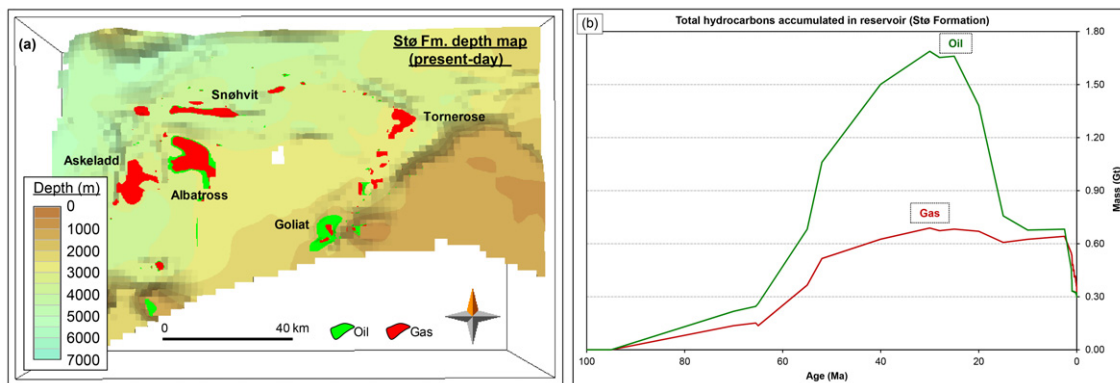 (a)
Stø Fm. depth map
(present-day)
Snøhvit
Tornerose
Askeladd
Albatross
Goliat
Depth (m)
0
1000
2000
3000
4000
5000
6000
7000
0 40 km
Oil Gas
(b)
Total hydrocarbons accumulated in reservoir (Stø Formation)
Oil
Gas
1.80
1.50
1.20
0.90
0.60
0.30
0.00
Mass (Gt)
100 80 60 40 20 0
Age (Ma)